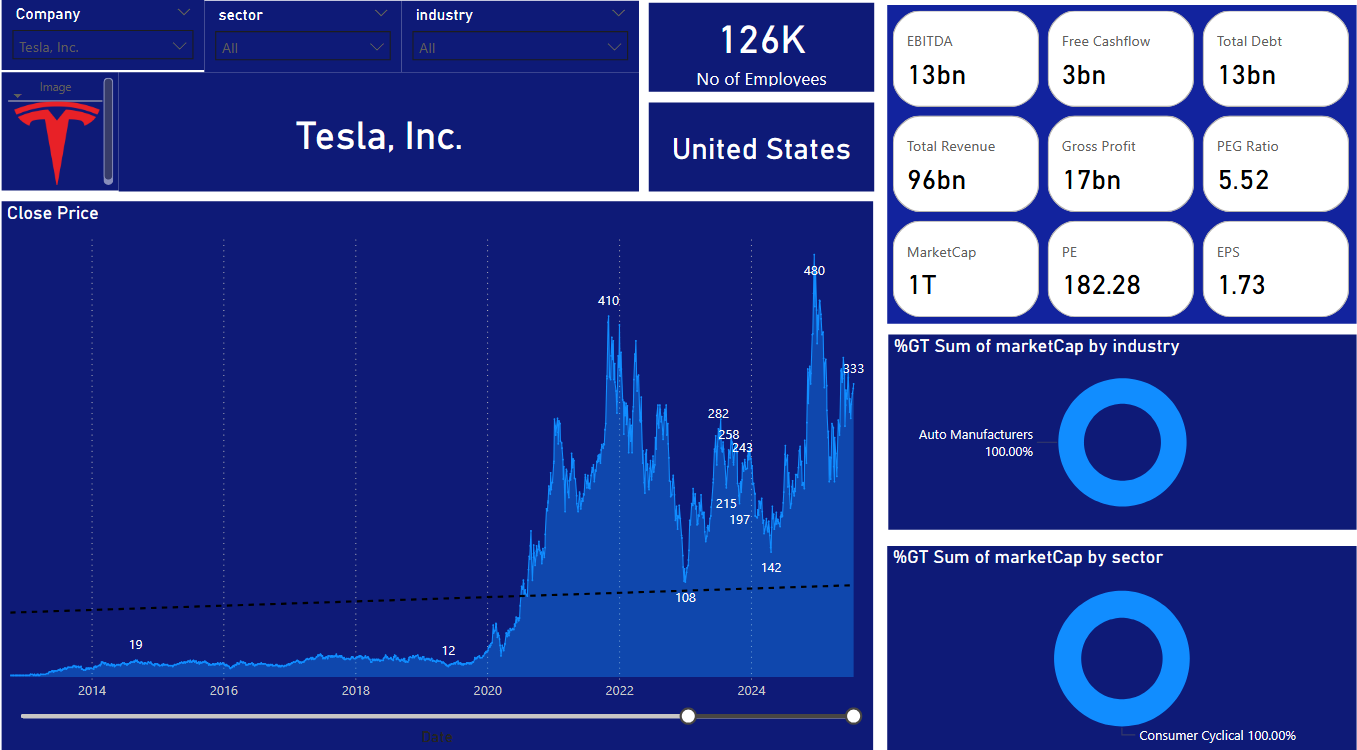 Company
sector
industry
Tesla, Inc.
All
All
Image
Tesla, Inc.
126K
No of Employees
United States
EBITDA
13bn
Free Cashflow
3bn
Total Debt
13bn
Total Revenue
96bn
Gross Profit
17bn
PEG Ratio
5.52
MarketCap
1T
PE
182.28
EPS
1.73
Close Price
480
410
333
282
258
243
215
197
142
108
19
12
2014
2016
2018
2020
2022
2024
Date
%GT Sum of marketCap by industry
Auto Manufacturers
100.00%
%GT Sum of marketCap by sector
Consumer Cyclical 100.00%